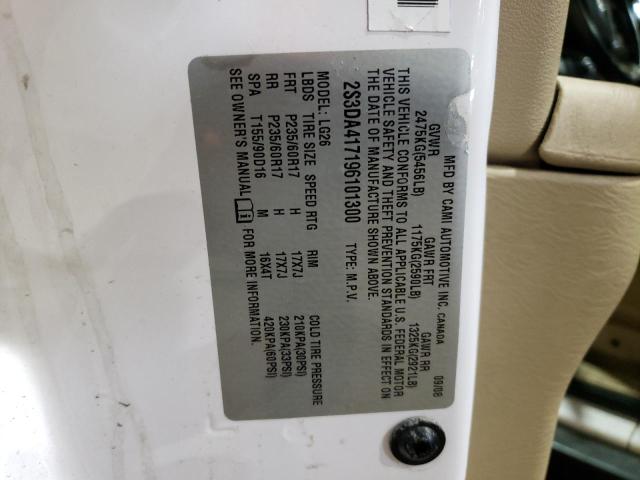 MFD BY CAMI AUTOMOTIVE INC. CANADA 09/08
GVWR GAWR FRT GAWR RR
2475KG(5456LB) 1175KG(2590LB) 1325KG(2921LB)
THIS VEHICLE CONFORMS TO ALL APPLICABLE U.S. FEDERAL MOTOR
VEHICLE SAFETY AND THEFT PREVENTION STANDARDS IN EFFECT ON
THE DATE OF MANUFACTURE SHOWN ABOVE.
2S3DA417196101300 TYPE: M.P.V.
MODEL: LG26
LBDS TIRE SIZE SPEED RTG RIM COLD TIRE PRESSURE
FRT P235/60R17 H 17X7J 210KPA(30PSI)
RR P235/60R17 H 17X7J 230KPA(33PSI)
SPA T155/90D16 M 16X4T 420KPA(60PSI)
SEE OWNER'S MANUAL FOR MORE INFORMATION.